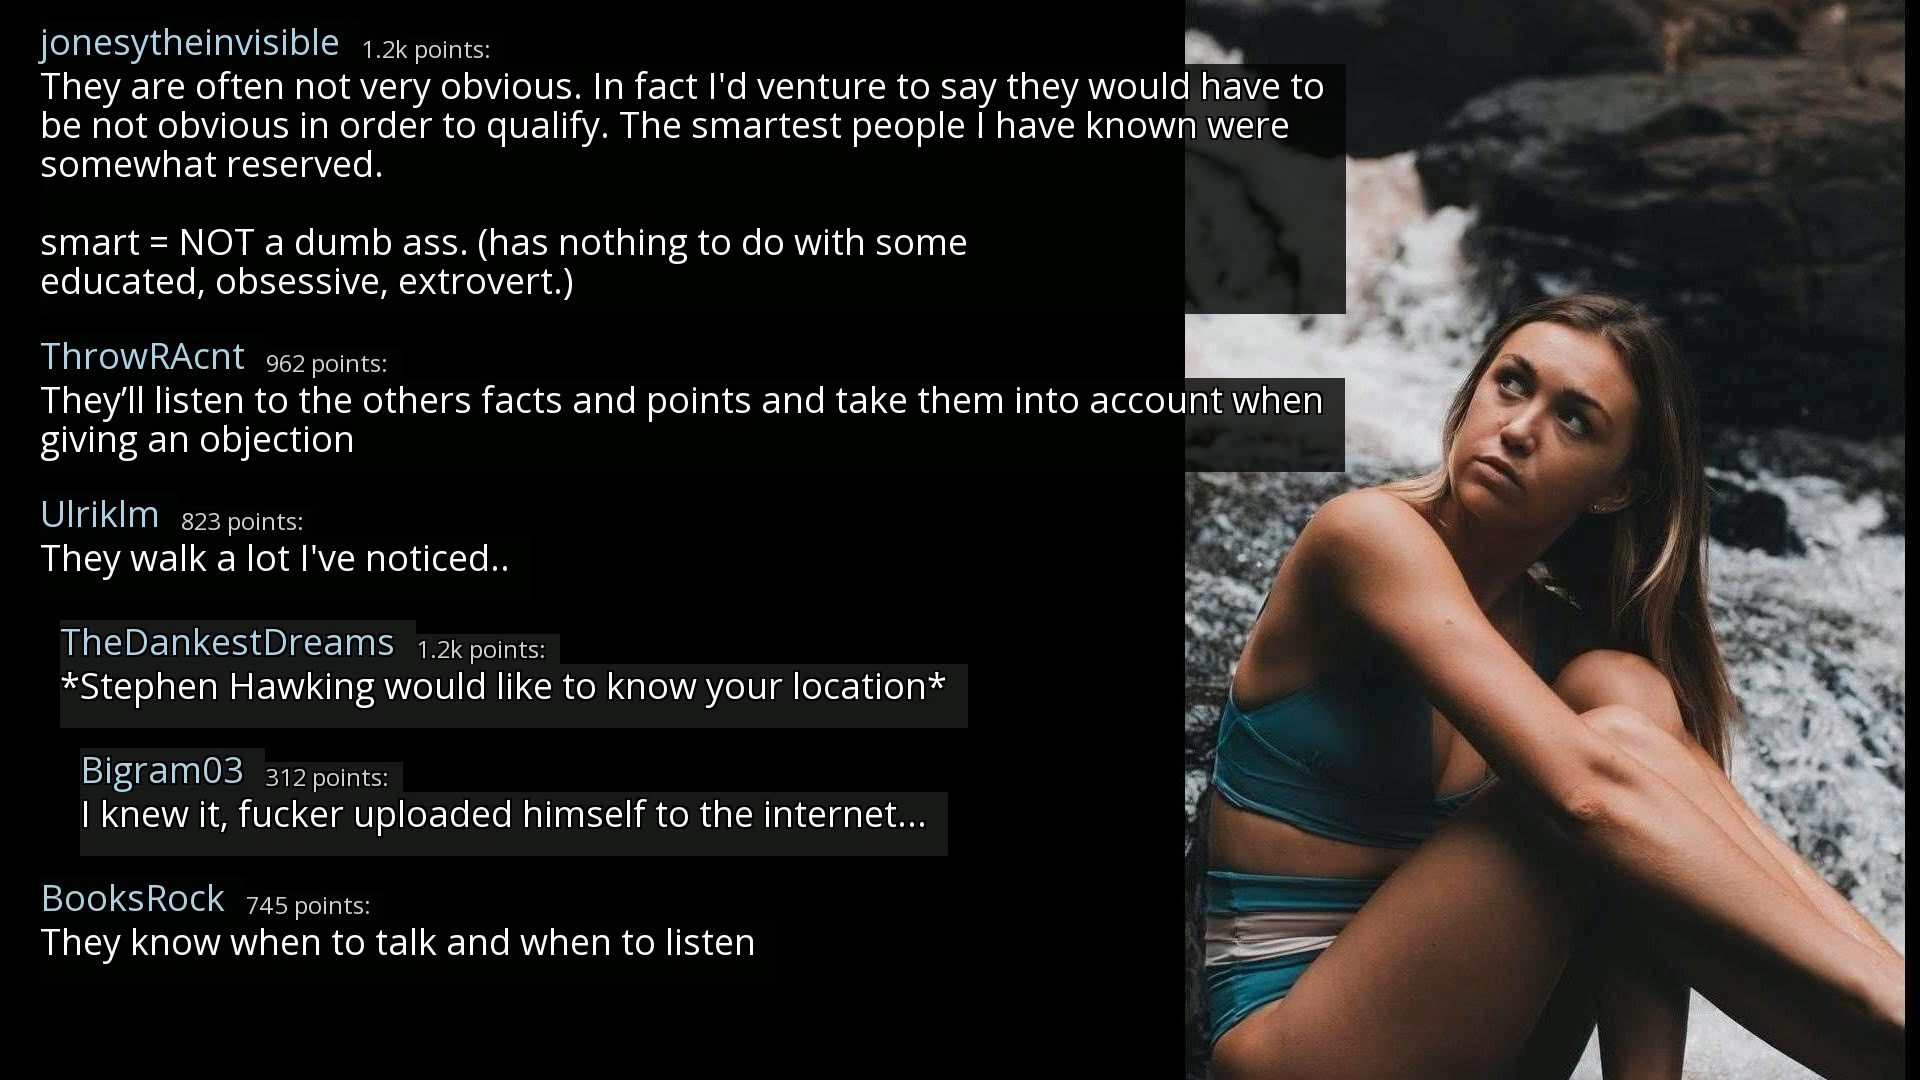 jonesytheinvisible 1.2k points:
They are often not very obvious. In fact I'd venture to say they would have to
be not obvious in order to qualify. The smartest people I have known were
somewhat reserved.
smart = NOT a dumb ass. (has nothing to do with some
educated, obsessive, extrovert.)
ThrowRAcnt 962 points:
They’ll listen to the others facts and points and take them into account when
giving an objection
Ulriklm 823 points:
They walk a lot I've noticed..
TheDankestDreams 1.2k points:
*Stephen Hawking would like to know your location*
Bigram03 312 points:
I knew it, fucker uploaded himself to the internet...
BooksRock 745 points:
They know when to talk and when to listen